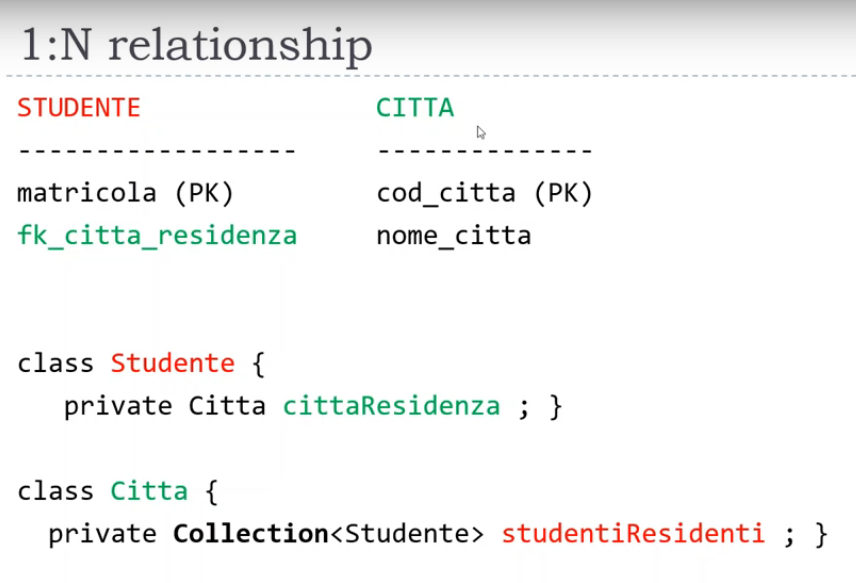 1:N relationship
STUDENTE CITTA
------------------ --------------
matricola (PK) cod_citta (PK)
fk_citta_residenza nome_citta
class Studente {
private Citta cittaResidenza ; }
class Citta {
private Collection<Studente> studentiResidenti ; }